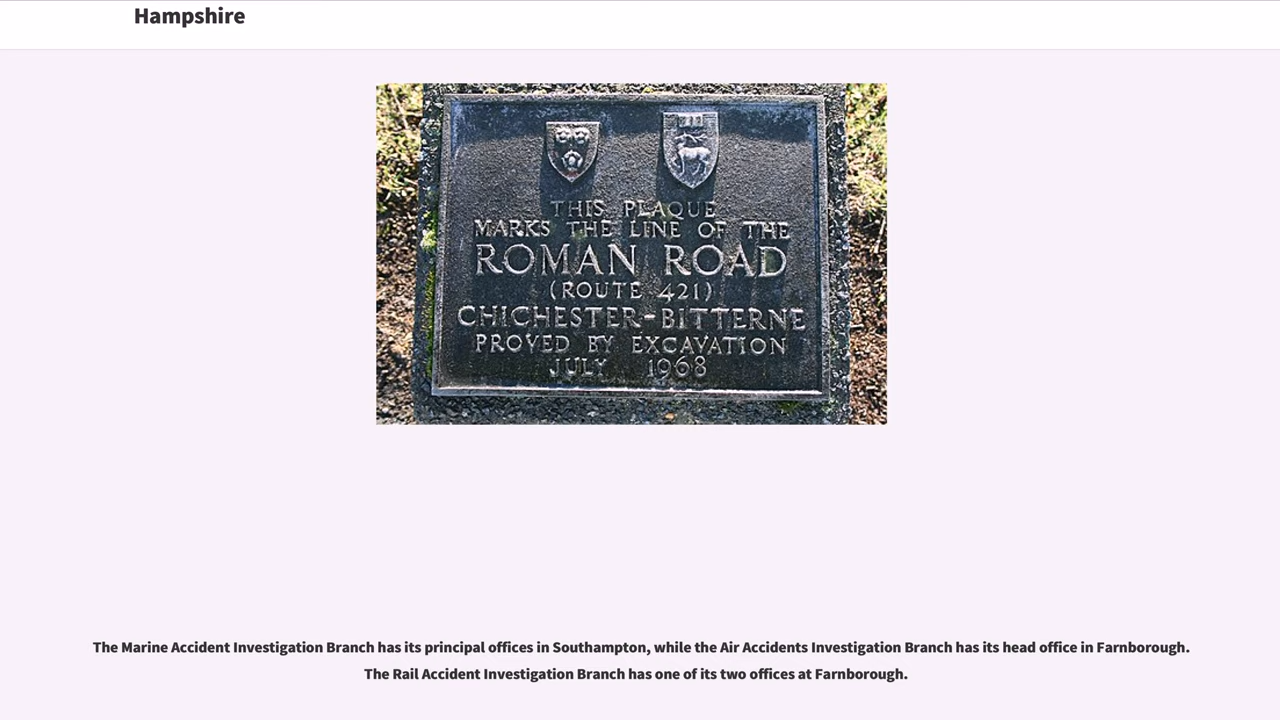 Hampshire
THIS PLAQUE
MARKS THE LINE OF THE
ROMAN ROAD
(ROUTE 421)
CHICHESTER-BITTERNE
PROVED BY EXCAVATION
JULY 1968
The Marine Accident Investigation Branch has its principal offices in Southampton, while the Air Accidents Investigation Branch has its head office in Farnborough.
The Rail Accident Investigation Branch has one of its two offices at Farnborough.